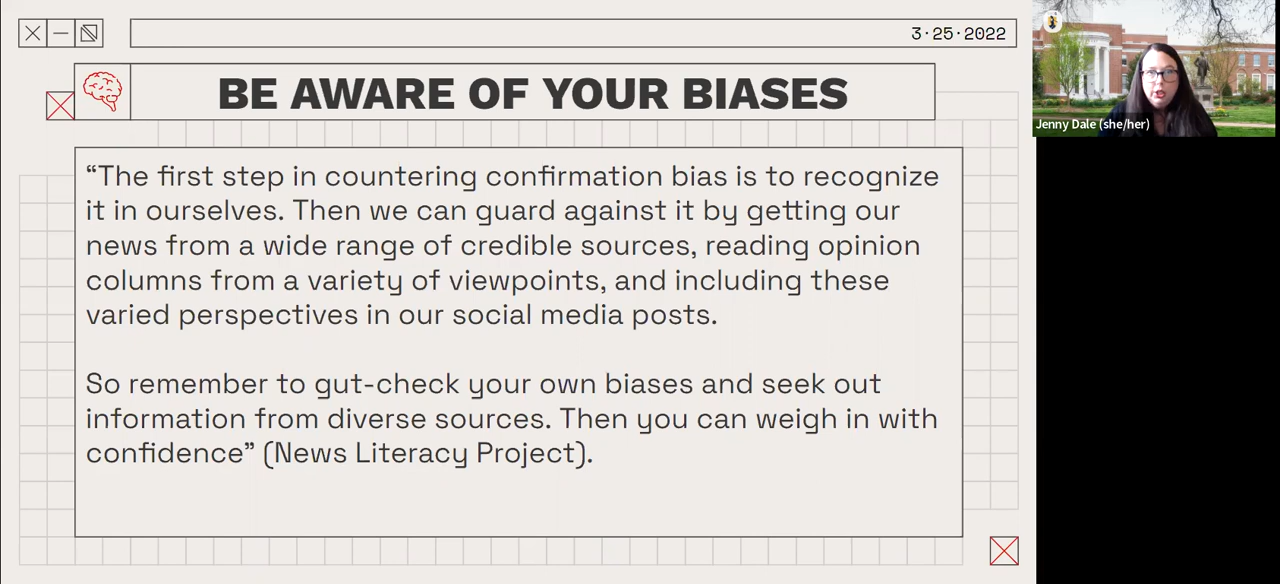 3·25·2022
BE AWARE OF YOUR BIASES
“The first step in countering confirmation bias is to recognize
it in ourselves. Then we can guard against it by getting our
news from a wide range of credible sources, reading opinion
columns from a variety of viewpoints, and including these
varied perspectives in our social media posts.
So remember to gut-check your own biases and seek out
information from diverse sources. Then you can weigh in with
confidence” (News Literacy Project).
Jenny Dale (she/her)